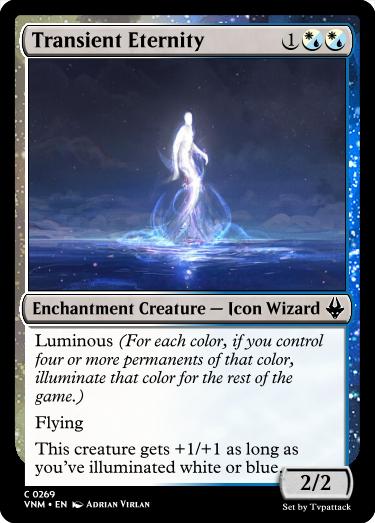 Transient Eternity 1
Enchantment Creature — Icon Wizard
Luminous (For each color, if you control
four or more permanents of that color,
illuminate that color for the rest of the
game.)
Flying
This creature gets +1/+1 as long as
you've illuminated white or blue.
2/2
C 0269
VNM • EN Adrian Virlan
Set by Tvpattack